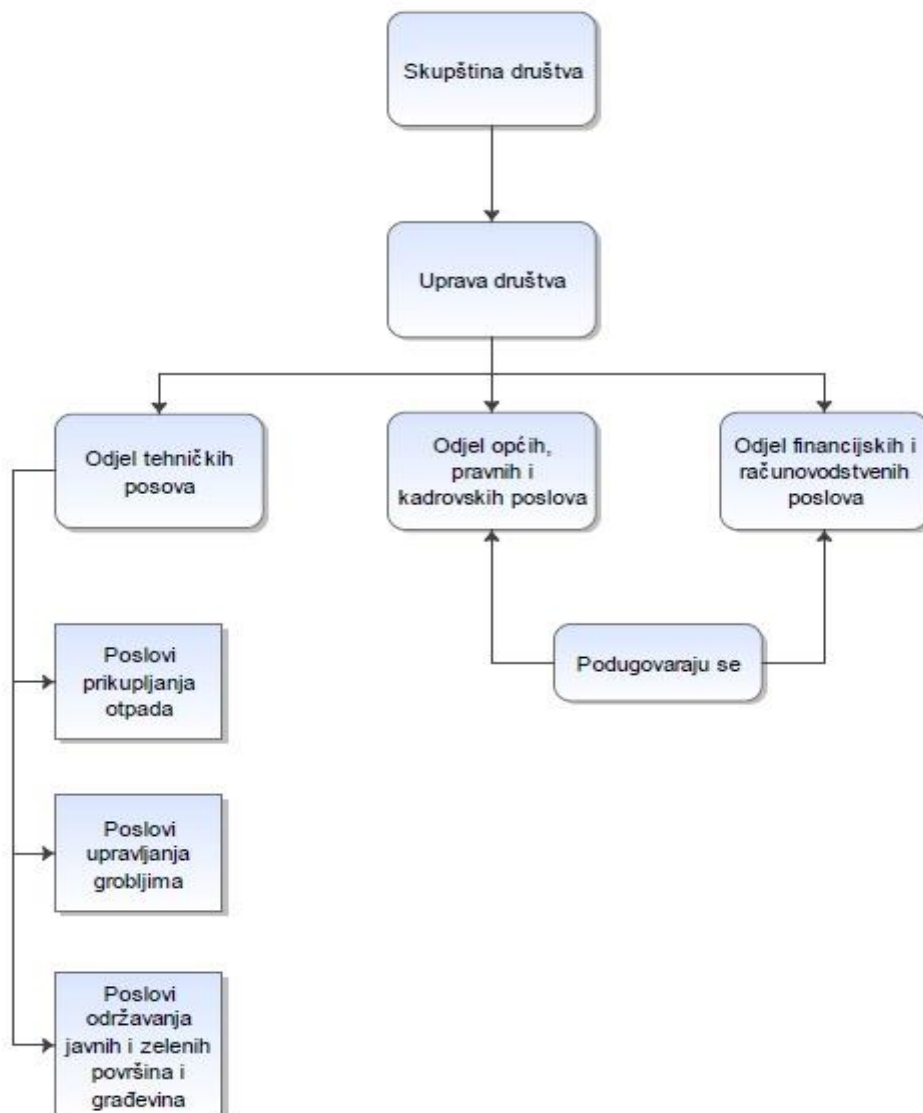 Skupština društva
Uprava društva
Odjel tehničkih
posova
Odjel općih,
pravnih i
kadrovskih poslova
Odjel financijskih i
računovodstvenih
poslova
Podugovaraju se
Poslovi
prikupljanja
otpada
Poslovi
upravljanja
grobljima
Poslovi
održavanja
javnih i zelenih
površina i
građevina